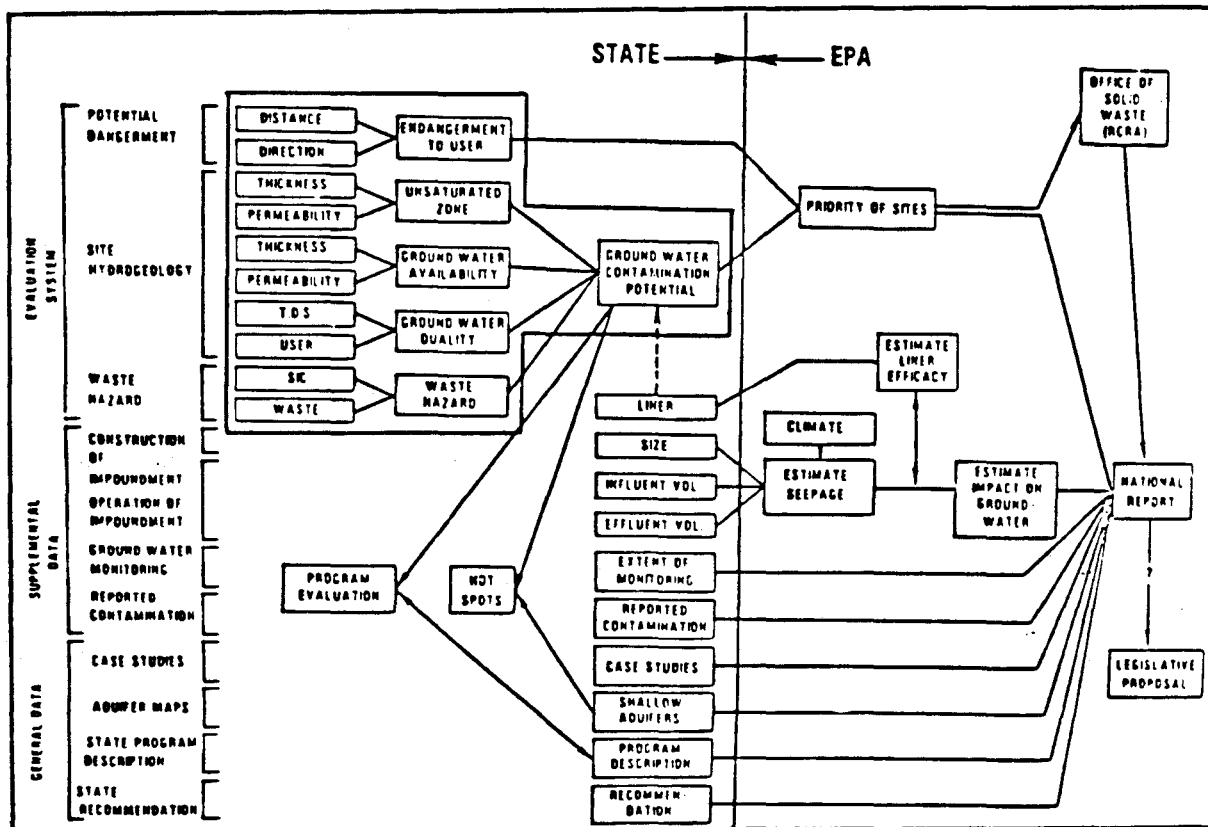 STATE
EPA
EVALUATION
SYSTEM
SUPPLEMENTAL
DATA
GENERAL DATA
POTENTIAL
DANGERMENT
SITE
HYDROGEOLOGY
WASTE
HAZARD
CONSTRUCTION
OF
IMPOUNDMENT
OPERATION OF
IMPOUNDMENT
GROUND WATER
MONITORING
REPORTED
CONTAMINATION
CASE STUDIES
AQUIFER MAPS
STATE PROGRAM
DESCRIPTION
STATE
RECOMMENDATION
DISTANCE
DIRECTION
THICKNESS
PERMEABILITY
THICKNESS
PERMEABILITY
T.D.S
USER
SIC
WASTE
ENDANGERMENT
TO USER
UNSATURATED
ZONE
GROUND WATER
AVAILABILITY
GROUND WATER
QUALITY
WASTE
HAZARD
GROUND WATER
CONTAMINATION
POTENTIAL
PROGRAM
EVALUATION
HOT
SPOTS
LINER
SIZE
INFLUENT VOL.
EFFLUENT VOL.
EXTENT OF
MONITORING
REPORTED
CONTAMINATION
CASE STUDIES
SHALLOW
AQUIFERS
PROGRAM
DESCRIPTION
RECOMMEN-
DATION
PRIORITY OF SITES
OFFICE OF
SOLID
WASTE
(RCRA)
ESTIMATE
LINER
EFFICACY
CLIMATE
ESTIMATE
SEEPAGE
ESTIMATE
IMPACT ON
GROUND-
WATER
NATIONAL
REPORT
?
LEGISLATIVE
PROPOSAL